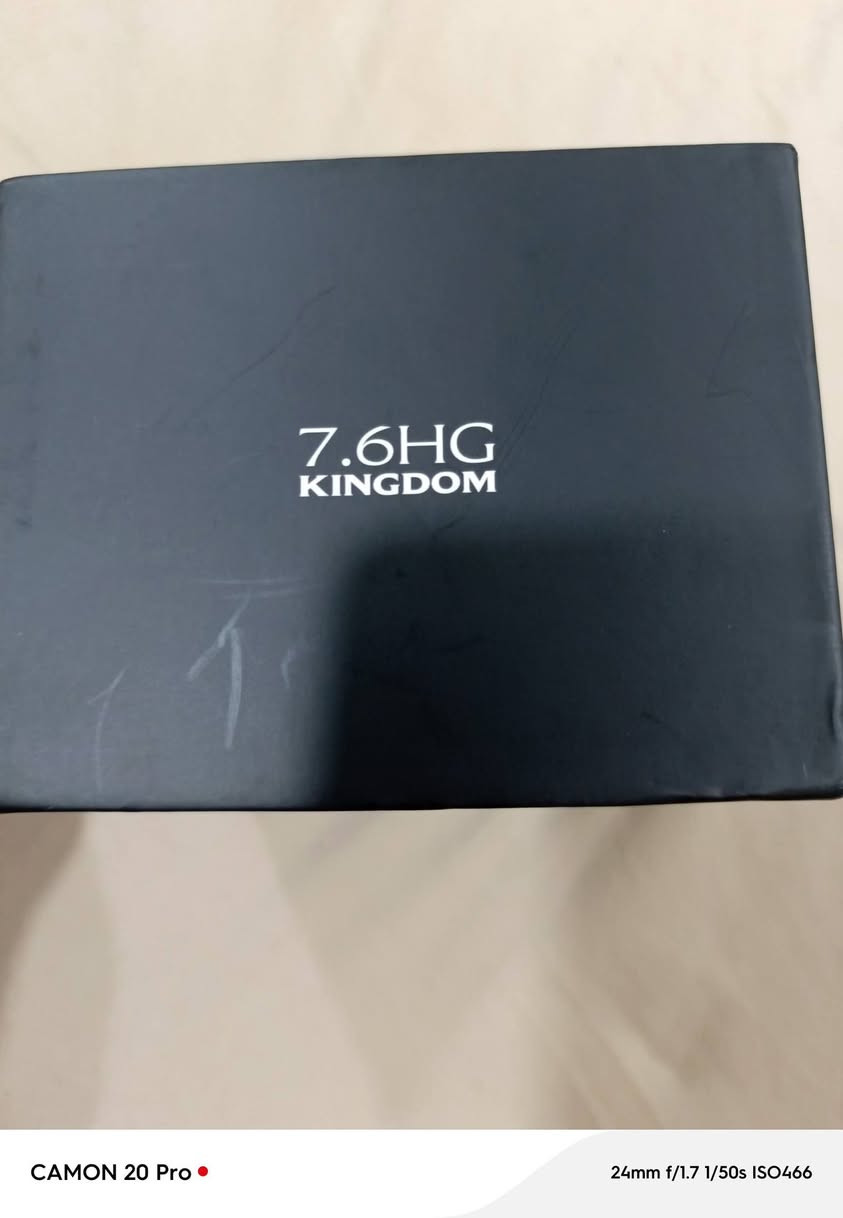 7.6HG
KINGDOM
CAMON 20 Pro
24mm f/1.7 1/50s ISO466